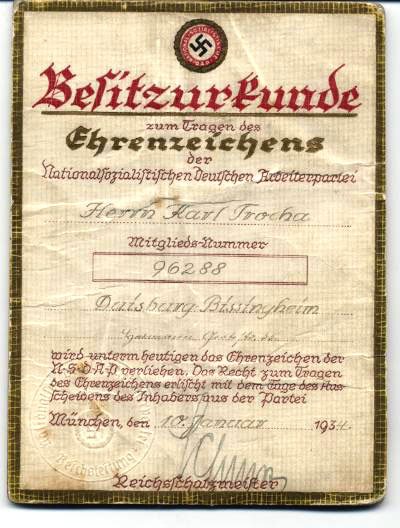 Besitzurkunde
zum Tragen des
Ehrenzeichens
der
Nationalsozialistischen Deutschen Arbeiterpartei
Herrn Karl Trocha
Mitglieds-Nummer
96288
Duisburg Bissingheim
wird unterm heutigen das Ehrenzeichen der
N-S-D-A-P verliehen. Das Recht zum Tragen
des Ehrenzeichens erlischt mit dem Tage des Aus-
scheidens des Inhabers aus der Partei
München, den 10. Januar 1934.
Reichsschatzmeister